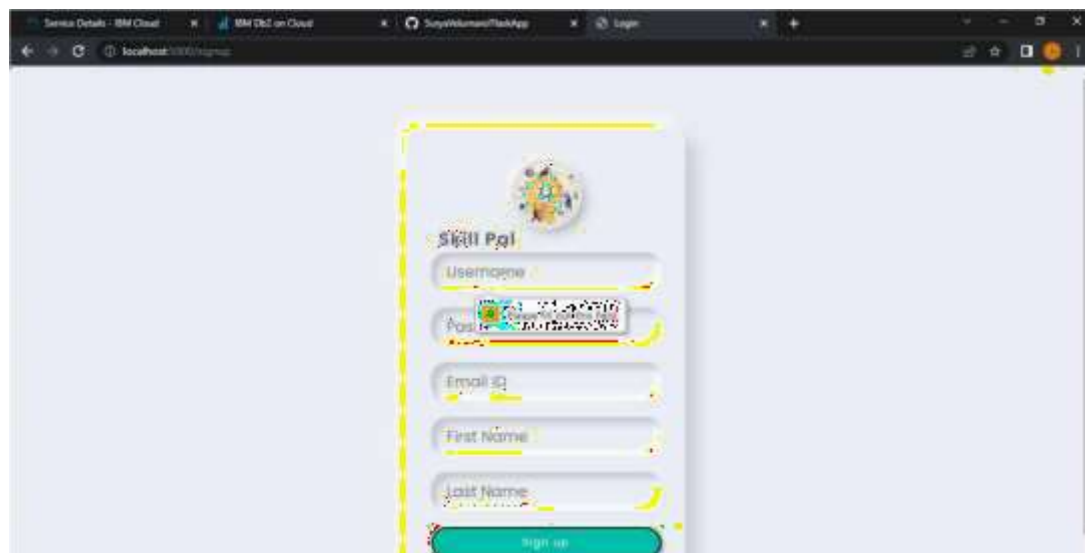 Service Details - IBM Cloud
IBM Db2 on Cloud
Login
localhost
Skill Pal
Username
Email ID
First Name
Last Name
Sign up